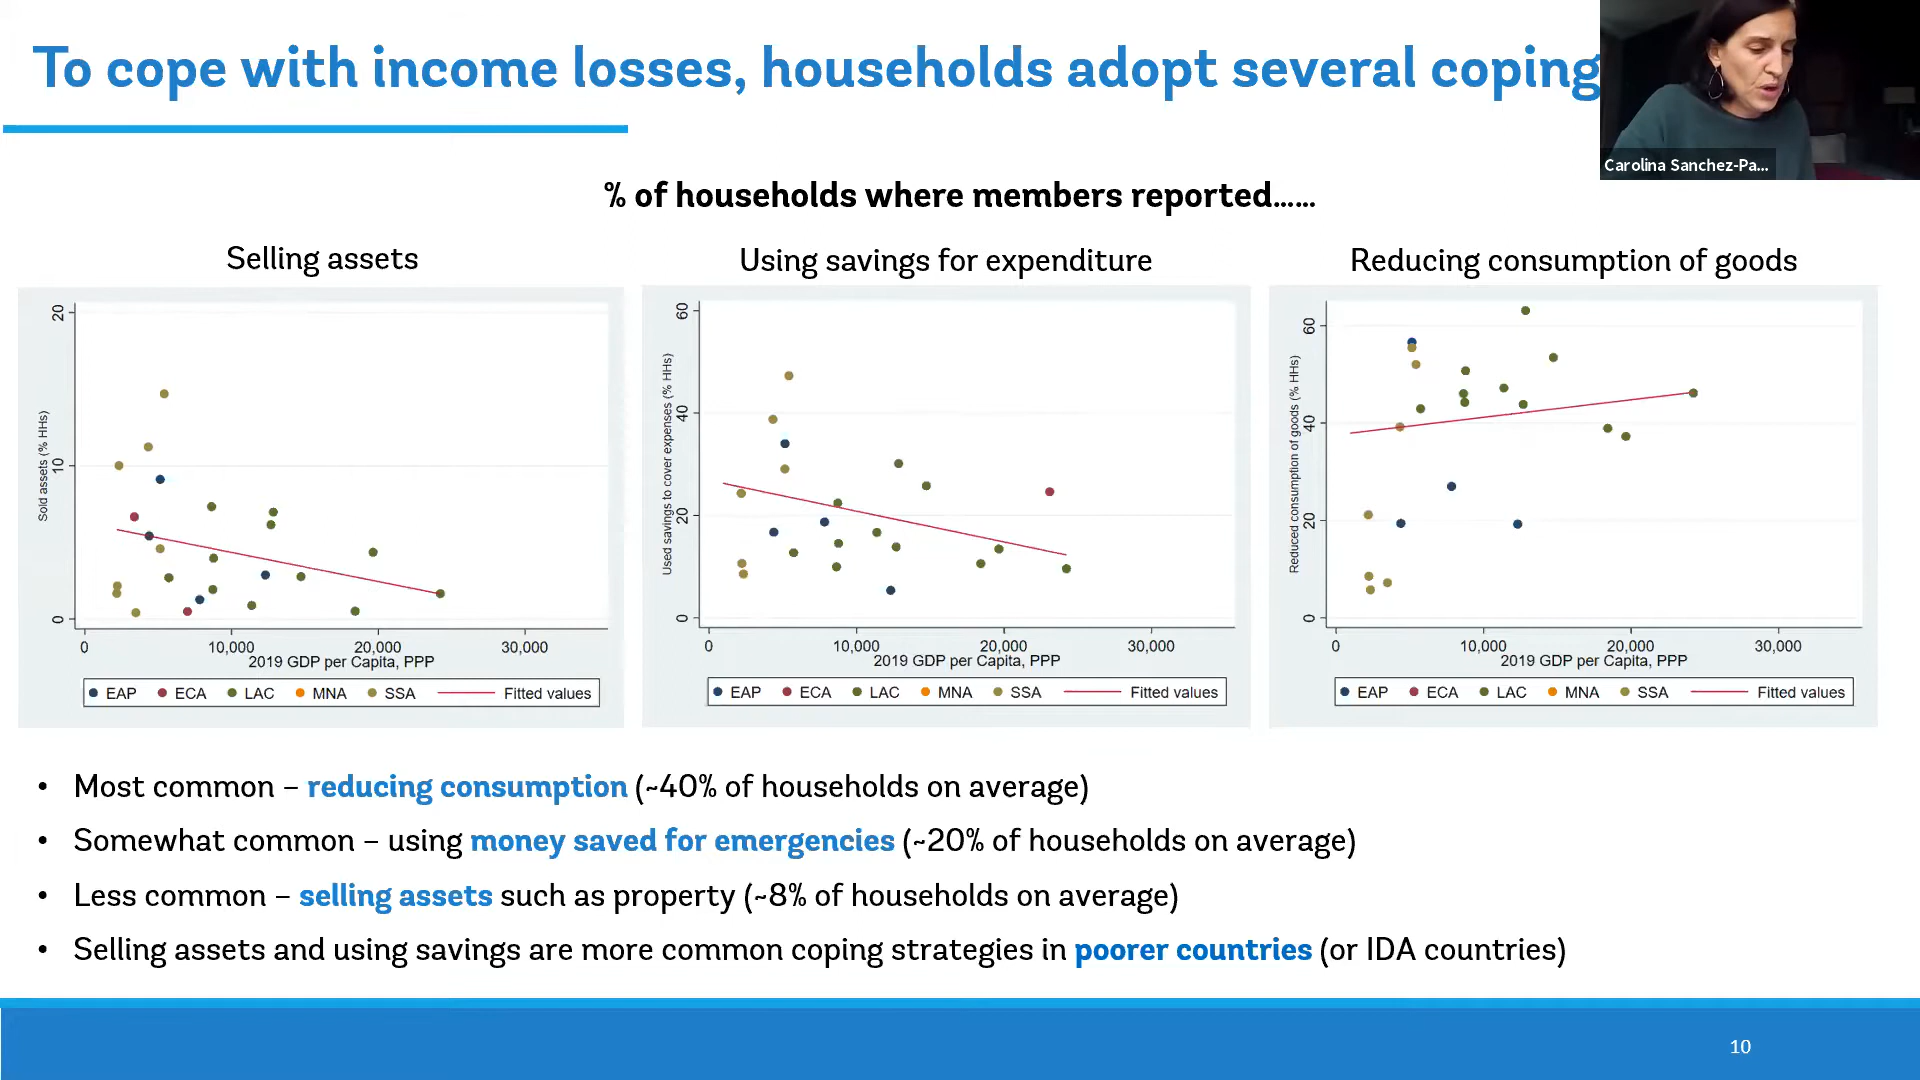 To cope with income losses, households adopt several coping
Carolina Sanchez-Pa...
% of households where members reported……
Selling assets
Using savings for expenditure
Reducing consumption of goods
Sold assets (% HHs)
20
10
0
0
10,000
20,000
30,000
2019 GDP per Capita, PPP
EAP ECA LAC MNA SSA Fitted values
Used savings to cover expenses (% HHs)
60
40
20
0
0
10,000
20,000
30,000
2019 GDP per Capita, PPP
EAP ECA LAC MNA SSA Fitted values
Reduced consumption of goods (% HHs)
60
40
20
0
0
10,000
20,000
30,000
2019 GDP per Capita, PPP
EAP ECA LAC MNA SSA Fitted values
• Most common – reducing consumption (~40% of households on average)
• Somewhat common – using money saved for emergencies (~20% of households on average)
• Less common – selling assets such as property (~8% of households on average)
• Selling assets and using savings are more common coping strategies in poorer countries (or IDA countries)
10